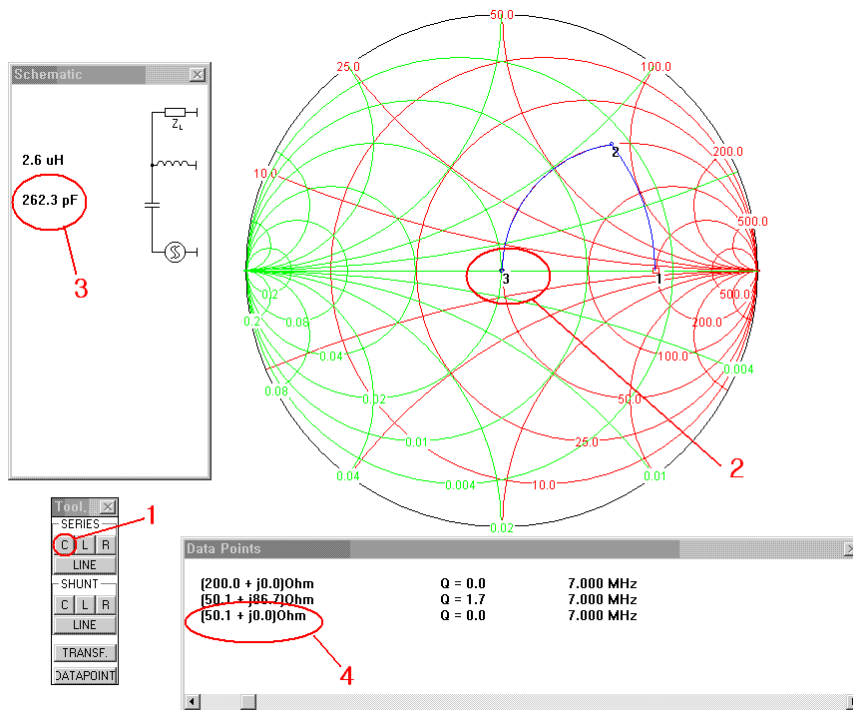 Schematic
Z L
2.6 uH
262.3 pF
3
50.0
25.0
100.0
10.0
200.0
500.0
2
3
1
0.2
0.2
0.08
0.08
0.04
0.04
0.02
0.02
0.01
0.01
0.004
0.004
500.0
200.0
100.0
50.0
25.0
10.0
2
Tool.
1
SERIES
C L R
LINE
SHUNT
C L R
LINE
TRANSF.
DATAPOINT
Data Points
(200.0 + j0.0)Ohm Q = 0.0 7.000 MHz
(50.1 + j86.7)Ohm Q = 1.7 7.000 MHz
(50.1 + j0.0)Ohm Q = 0.0 7.000 MHz
4